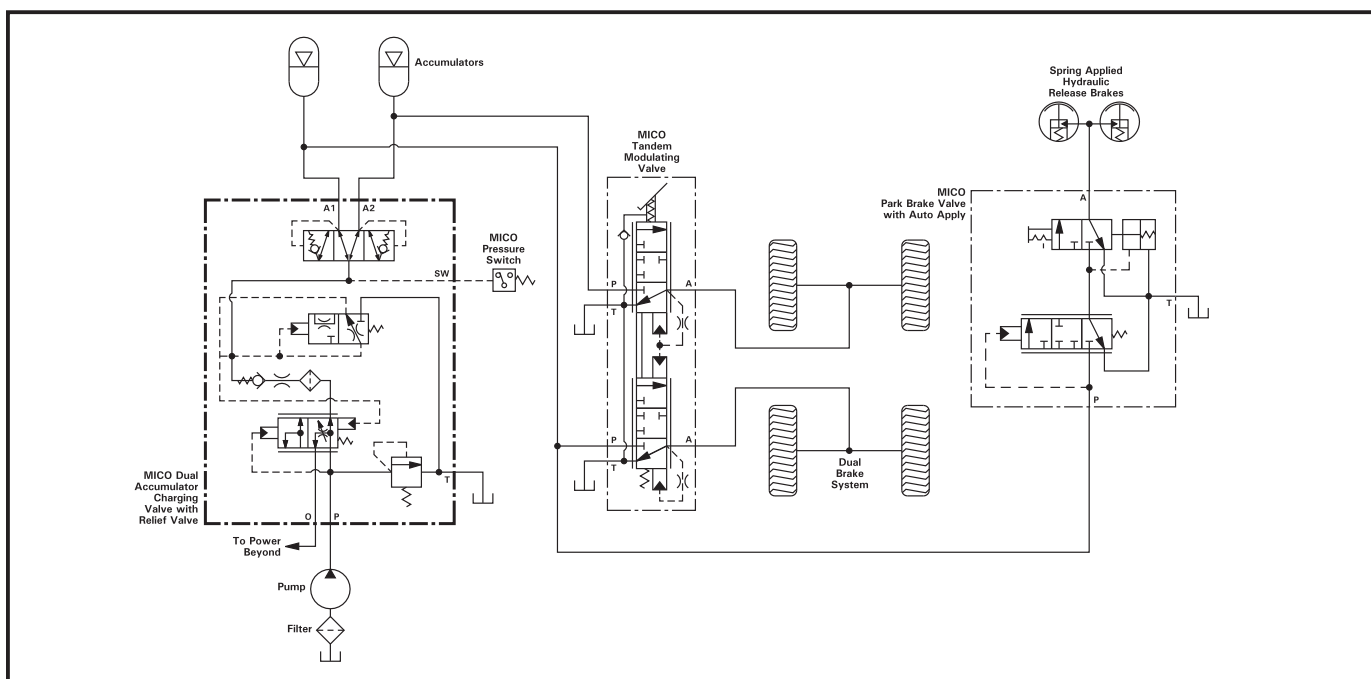 Accumulators
Spring Applied
Hydraulic
Release Brakes
MICO
Tandem
Modulating
Valve
MICO
Park Brake Valve
with Auto Apply
A
A1
A2
MICO
Pressure
Switch
SW
P
A
T
T
P
P
A
T
Dual
Brake
System
MICO Dual
Accumulator
Charging
Valve with
Relief Valve
T
O
P
To Power
Beyond
Pump
Filter